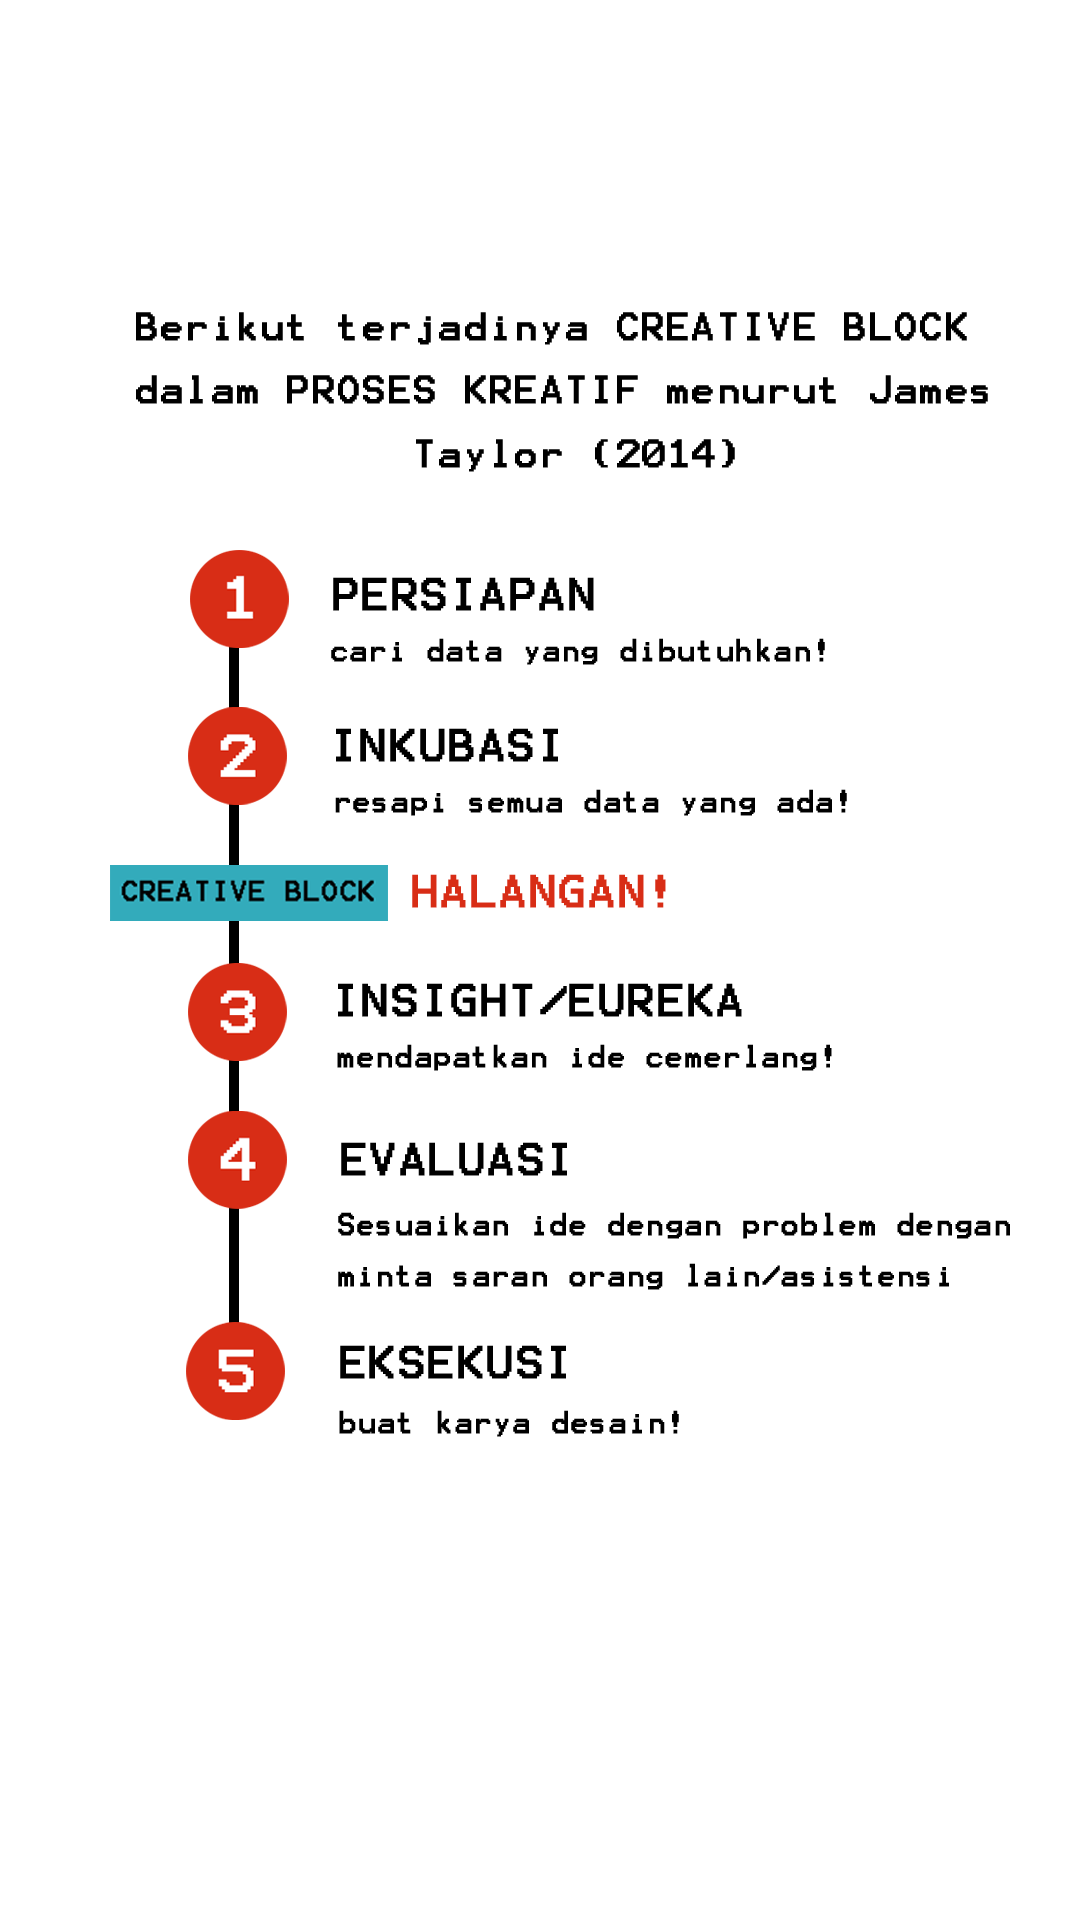 Berikut terjadinya CREATIVE BLOCK
dalam PROSES KREATIF menurut James
Taylor (2014)
1
PERSIAPAN
cari data yang dibutuhkan!
2
INKUBASI
resapi semua data yang ada!
CREATIVE BLOCK HALANGAN!
3
INSIGHT/EUREKA
mendapatkan ide cemerlang!
4
EVALUASI
Sesuaikan ide dengan problem dengan
minta saran orang lain/asistensi
5
EKSEKUSI
buat karya desain!